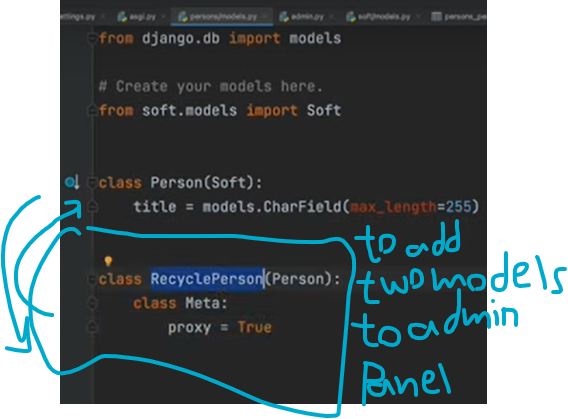 settings.py asgi.py persons/models.py admin.py soft/models.py persons_pe
from django.db import models
# Create your models here.
from soft.models import Soft
class Person(Soft):
title = models.CharField(max_length=255)
class RecyclePerson(Person):
class Meta:
proxy = True
to add
two models
to admin
panel